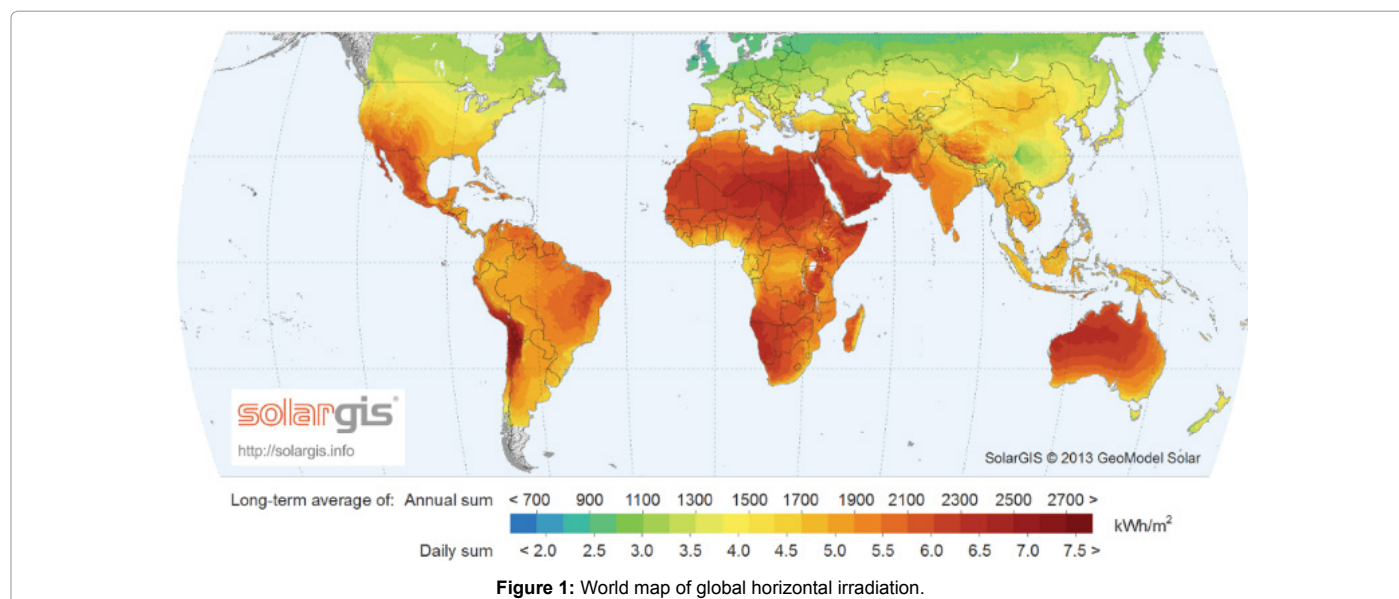 solargis®
http://solargis.info
SolarGIS © 2013 GeoModel Solar
Long-term average of: Annual sum < 700 900 1100 1300 1500 1700 1900 2100 2300 2500 2700 >
kWh/m²
Daily sum < 2.0 2.5 3.0 3.5 4.0 4.5 5.0 5.5 6.0 6.5 7.0 7.5 >
Figure 1: World map of global horizontal irradiation.